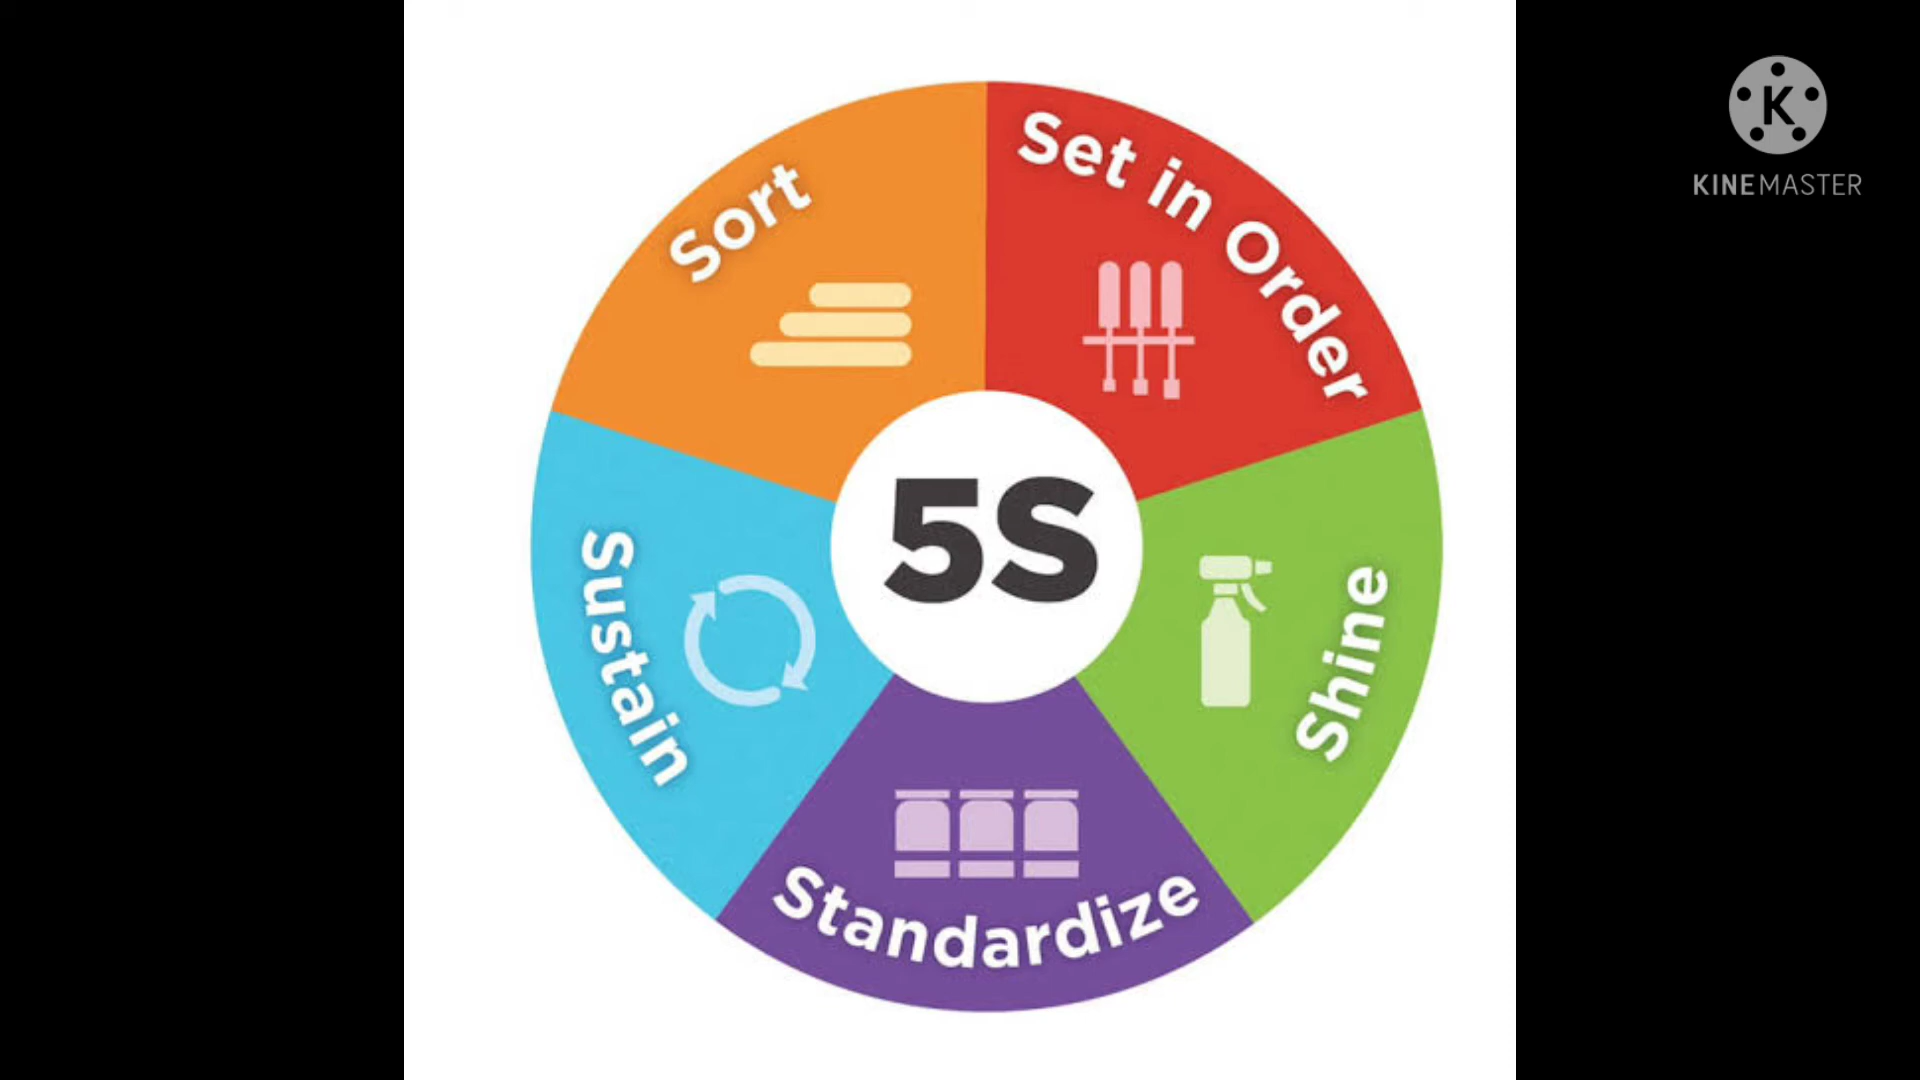 Sort
Set in Order
Shine
Standardize
Sustain
5S
K
KINEMASTER